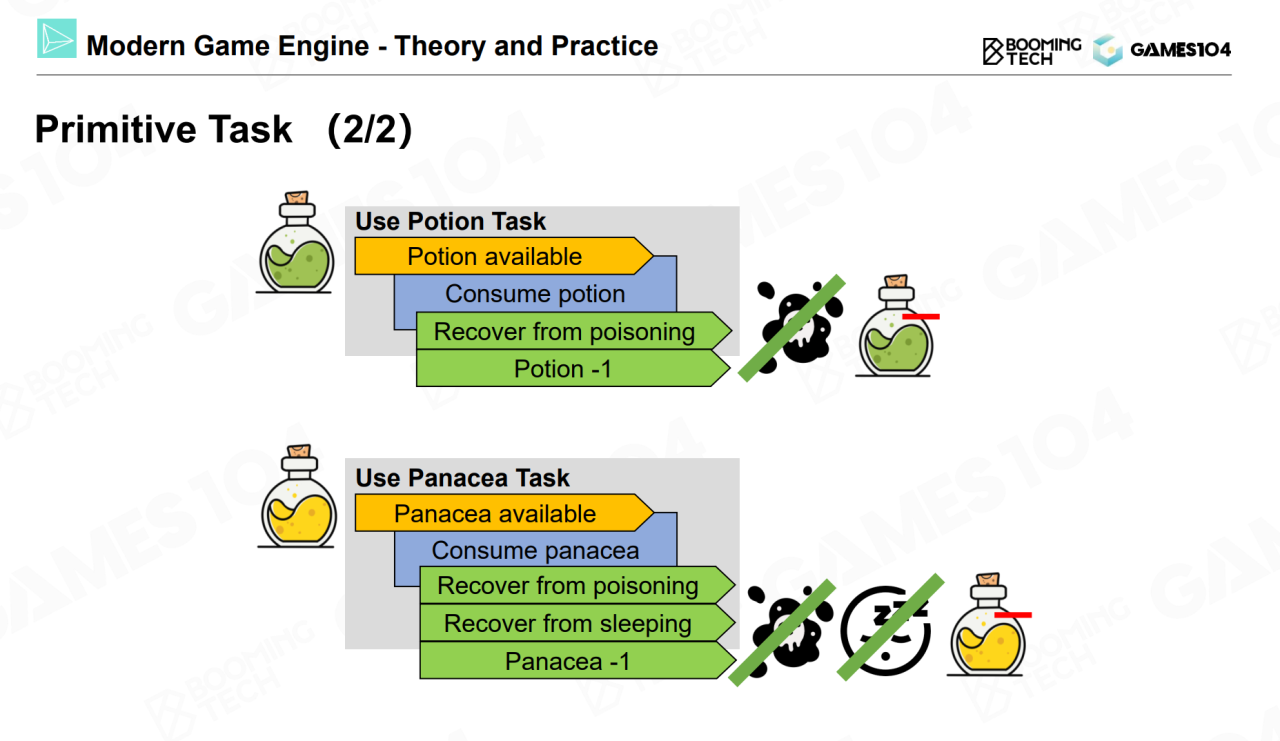 Modern Game Engine - Theory and Practice
BOOMING
TECH
GAMES104
Primitive Task （2/2）
Use Potion Task
Potion available
Consume potion
Recover from poisoning
Potion -1
Use Panacea Task
Panacea available
Consume panacea
Recover from poisoning
Recover from sleeping
Panacea -1